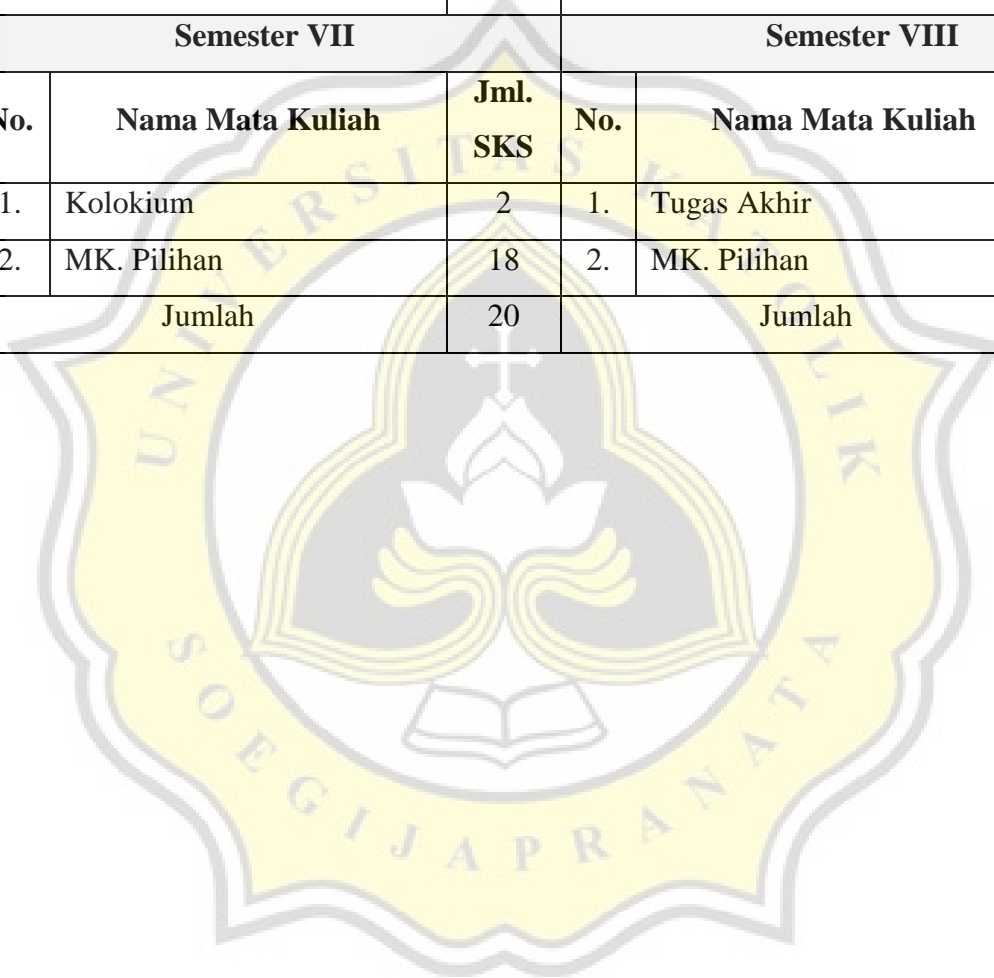 Semester VII Semester VIII
No. Nama Mata Kuliah Jml. SKS No. Nama Mata Kuliah
1. Kolokium 2 1. Tugas Akhir
2. MK. Pilihan 18 2. MK. Pilihan
Jumlah 20 Jumlah
UNIVERSITAS KATOLIK
SOEGIJAPRANATA